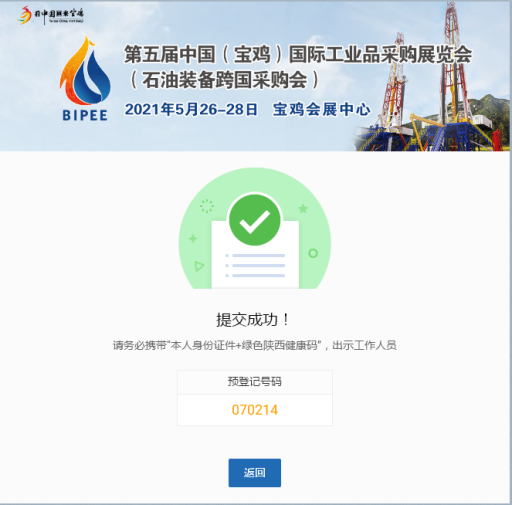 第五届中国（宝鸡）国际工业品采购展览会
（石油装备跨国采购会）
BIPEE
2021年5月26-28日 宝鸡会展中心
提交成功！
请务必携带"本人身份证件+绿色陕西健康码"，出示工作人员
预登记号码
070214
返回